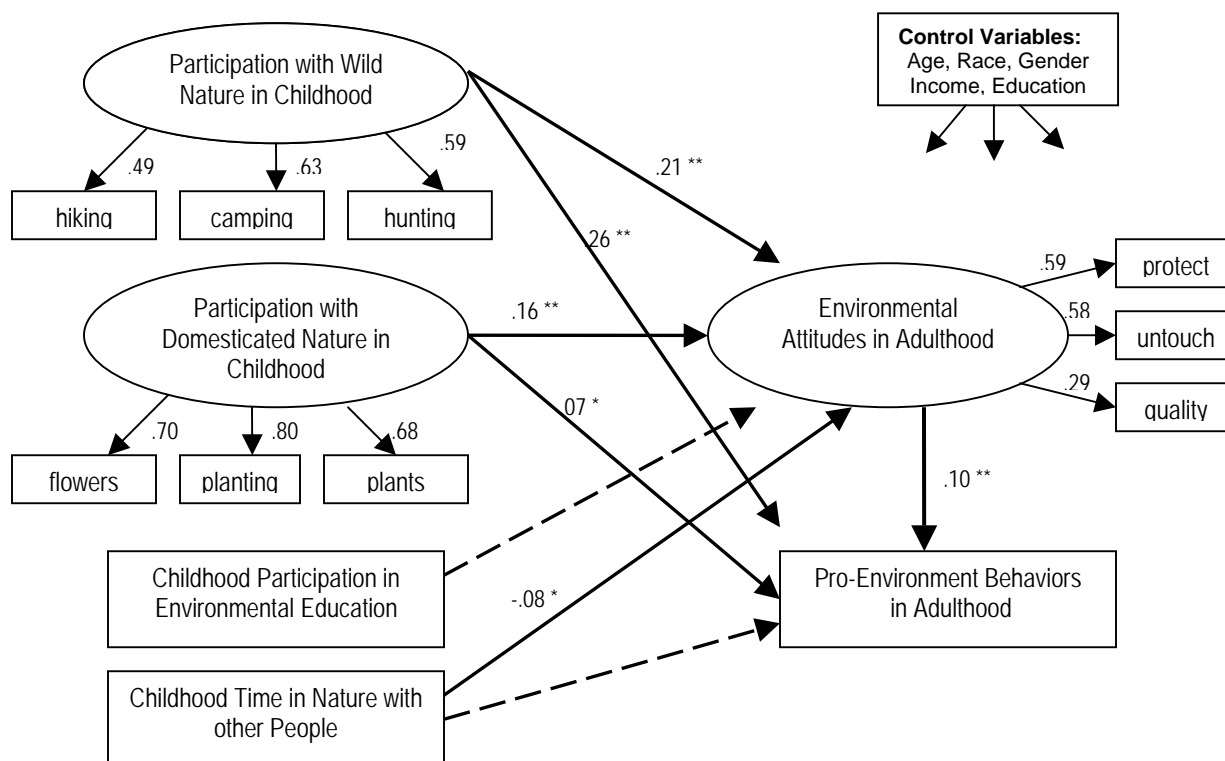 Participation with Wild
Nature in Childhood
Control Variables:
Age, Race, Gender
Income, Education
.49
.63
.59
.21 **
hiking
camping
hunting
.26 **
Participation with
Domesticated Nature in
Childhood
.16 **
Environmental
Attitudes in Adulthood
.59
protect
.58
untouch
.29
quality
.07 *
.70
.80
.68
flowers
planting
plants
.10 **
Childhood Participation in
Environmental Education
-.08 *
Pro-Environment Behaviors
in Adulthood
Childhood Time in Nature with
other People